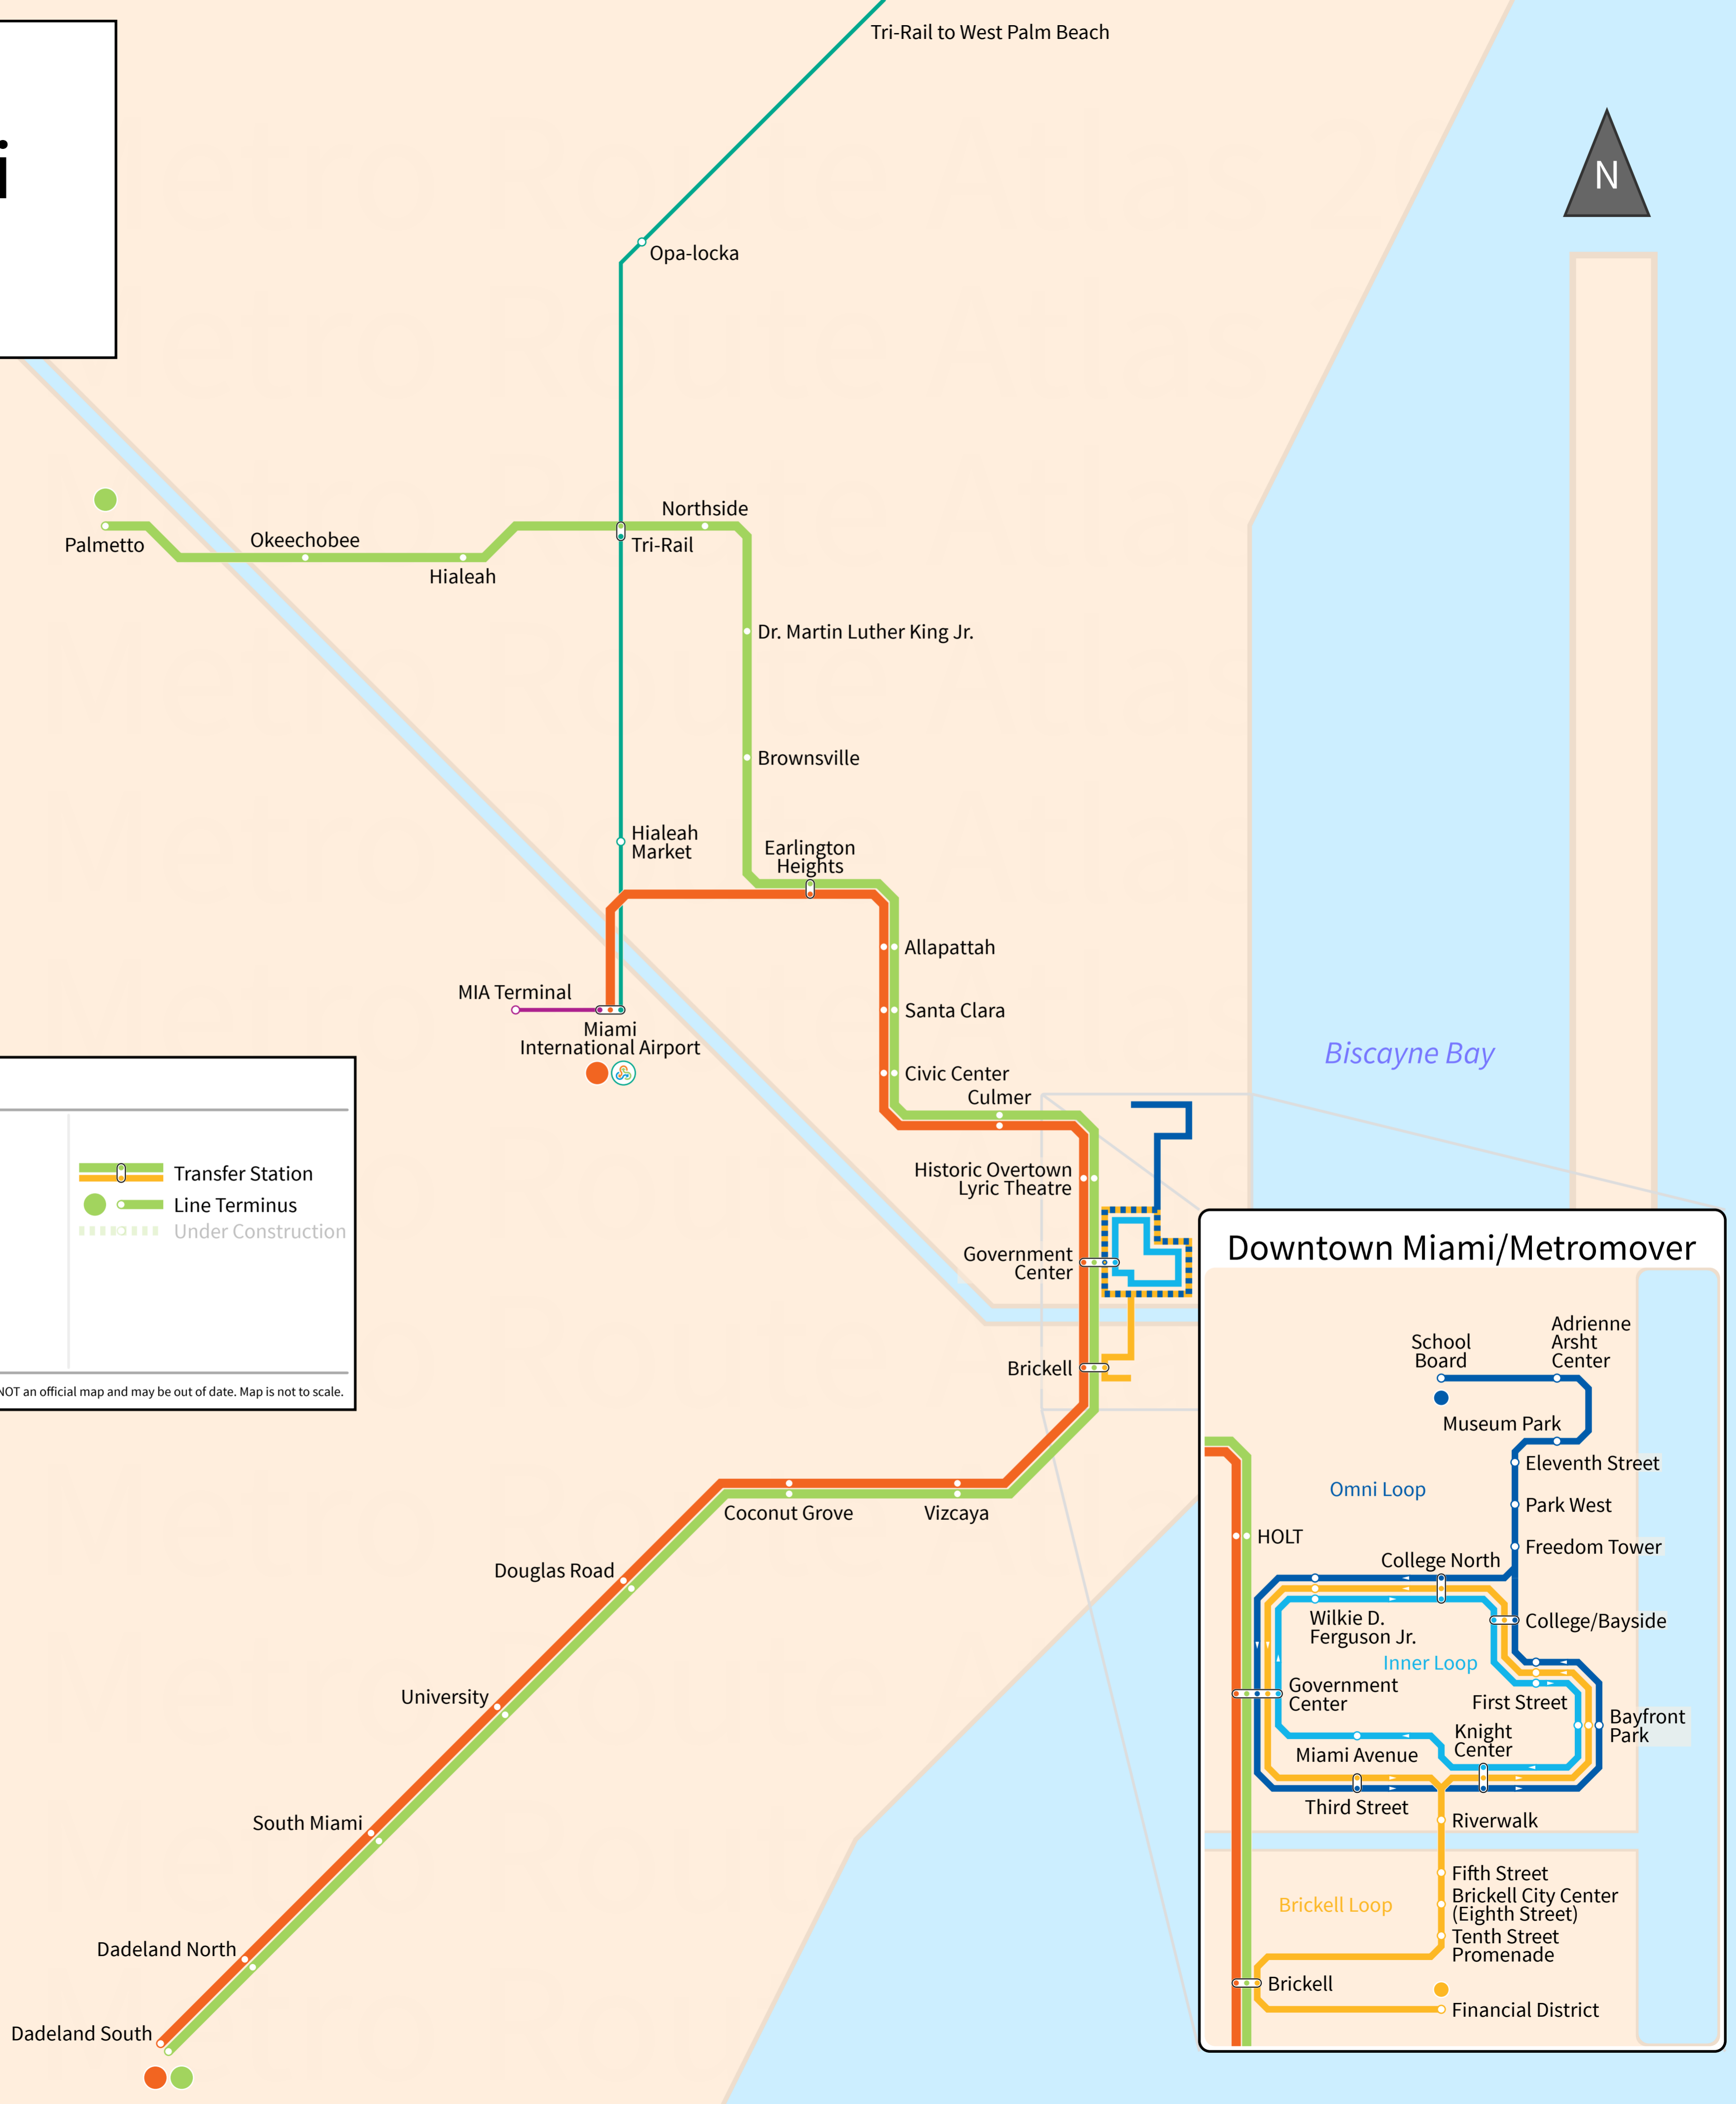 i
Tri-Rail to West Palm Beach
N
Opa-locka
Northside
Palmetto
Okeechobee
Tri-Rail
Hialeah
Dr. Martin Luther King Jr.
Brownsville
Hialeah
Market
Earlington
Heights
Allapattah
MIA Terminal
Santa Clara
Miami
International Airport
Biscayne Bay
Civic Center
Culmer
Transfer Station
Line Terminus
Under Construction
NOT an official map and may be out of date. Map is not to scale.
Historic Overtown
Lyric Theatre
Government
Center
Brickell
Coconut Grove
Vizcaya
Douglas Road
University
South Miami
Dadeland North
Dadeland South
Downtown Miami/Metromover
School
Board
Adrienne
Arsht
Center
Museum Park
Eleventh Street
Omni Loop
Park West
HOLT
Freedom Tower
College North
Wilkie D.
Ferguson Jr.
College/Bayside
Inner Loop
Government
Center
First Street
Bayfront
Park
Knight
Center
Miami Avenue
Third Street
Riverwalk
Fifth Street
Brickell Loop
Brickell City Center
(Eighth Street)
Tenth Street
Promenade
Brickell
Financial District